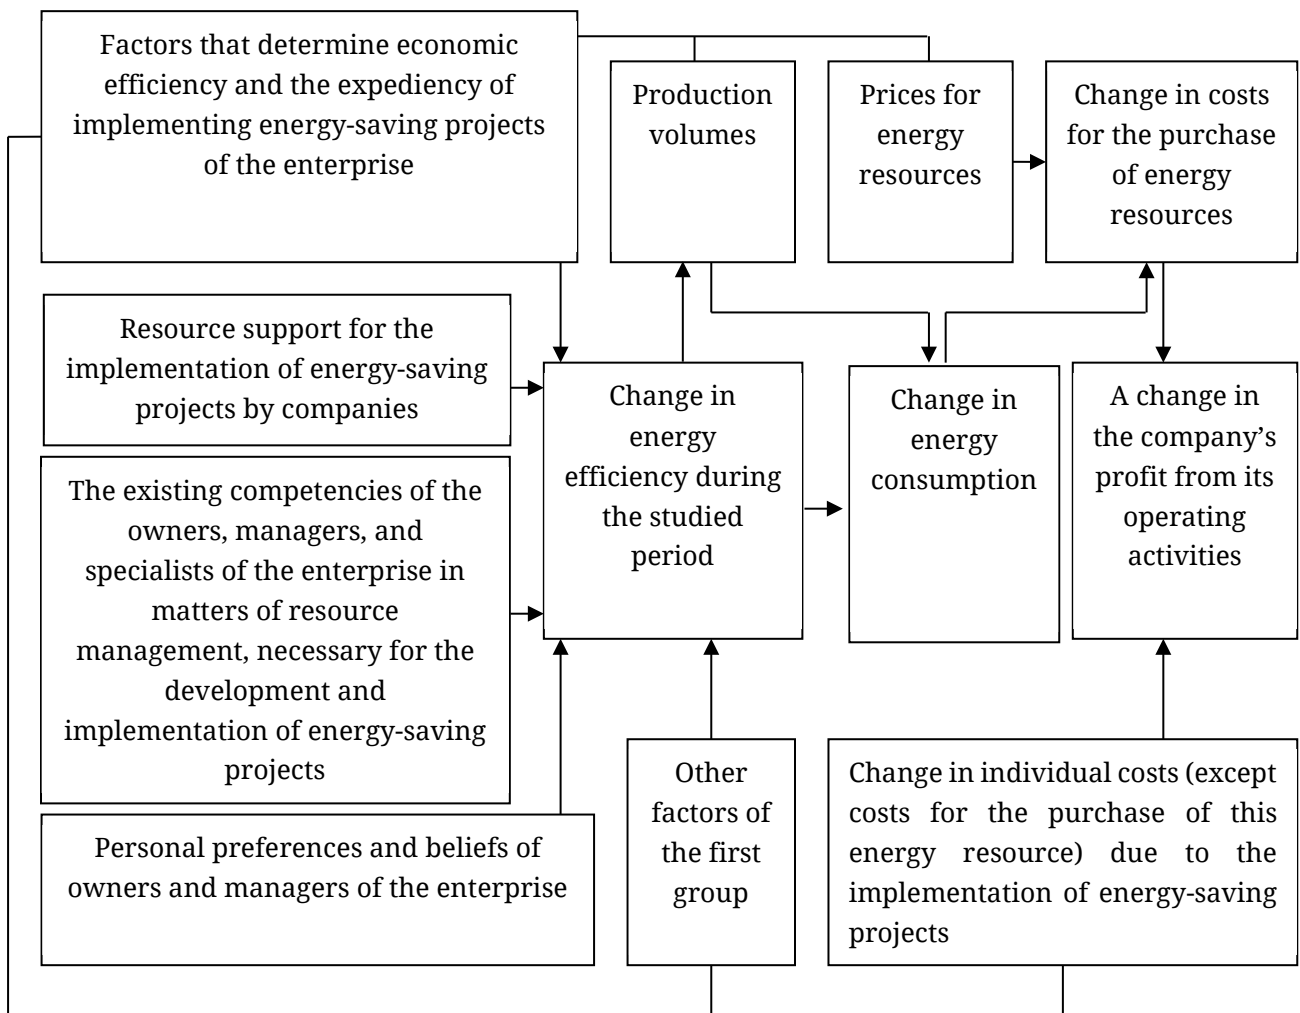 Factors that determine economic
efficiency and the expediency of
implementing energy-saving projects
of the enterprise
Production
volumes
Prices for
energy
resources
Change in costs
for the purchase
of energy
resources
Resource support for the
implementation of energy-saving
projects by companies
Change in
energy
efficiency during
the studied
period
Change in
energy
consumption
A change in
the company’s
profit from its
operating
activities
The existing competencies of the
owners, managers, and
specialists of the enterprise in
matters of resource
management, necessary for the
development and
implementation of energy-saving
projects
Personal preferences and beliefs of
owners and managers of the enterprise
Other
factors of
the first
group
Change in individual costs (except
costs for the purchase of this
energy resource) due to the
implementation of energy-saving
projects